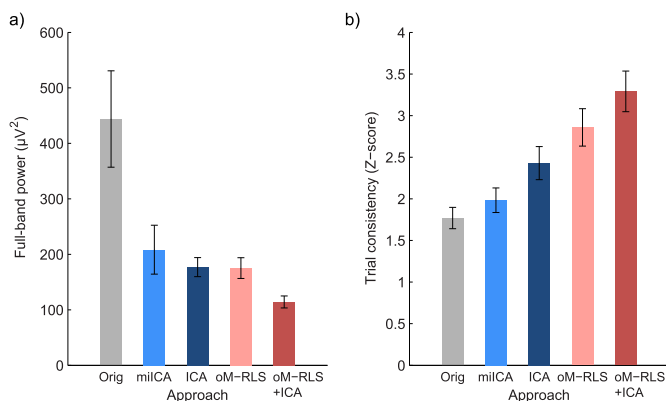 a)
Full-band power (μV²)
600
500
400
300
200
100
0
Orig
miICA
ICA
oM−RLS
oM−RLS
+ICA
Approach
b)
Trial consistency (Z−score)
4
3.5
3
2.5
2
1.5
1
0.5
0
Orig
miICA
ICA
oM−RLS
oM−RLS
+ICA
Approach